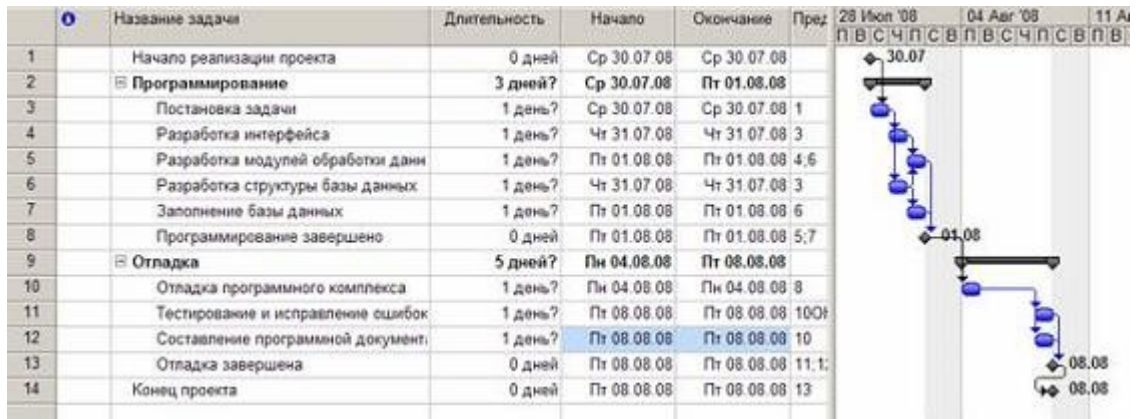 Название задачи Длительность Начало Окончание Пред 28 Июл '08 04 Авг '08 11 А
П В С Ч П С В П В С Ч П С В П В
1 Начало реализации проекта 0 дней Ср 30.07.08 Ср 30.07.08 30.07
2 Программирование 3 дней? Ср 30.07.08 Пт 01.08.08
3 Постановка задачи 1 день? Ср 30.07.08 Ср 30.07.08 1
4 Разработка интерфейса 1 день? Чт 31.07.08 Чт 31.07.08 3
5 Разработка модулей обработки данн 1 день? Пт 01.08.08 Пт 01.08.08 4;6
6 Разработка структуры базы данных 1 день? Чт 31.07.08 Чт 31.07.08 3
7 Заполнение базы данных 1 день? Пт 01.08.08 Пт 01.08.08 6
8 Программирование завершено 0 дней Пт 01.08.08 Пт 01.08.08 5;7 01.08
9 Отладка 5 дней? Пн 04.08.08 Пт 08.08.08
10 Отладка программного комплекса 1 день? Пн 04.08.08 Пн 04.08.08 8
11 Тестирование и исправление ошибок 1 день? Пт 08.08.08 Пт 08.08.08 10ОН
12 Составление программной документ 1 день? Пт 08.08.08 Пт 08.08.08 10
13 Отладка завершена 0 дней Пт 08.08.08 Пт 08.08.08 11;1 08.08
14 Конец проекта 0 дней Пт 08.08.08 Пт 08.08.08 13 08.08